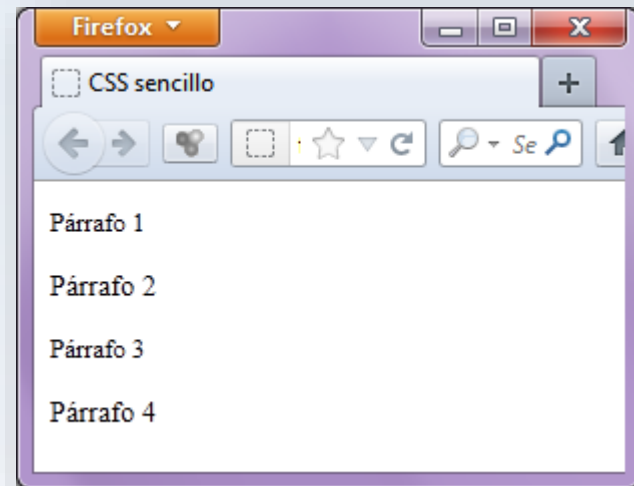 Firefox
CSS sencillo
Se
Párrafo 1
Párrafo 2
Párrafo 3
Párrafo 4